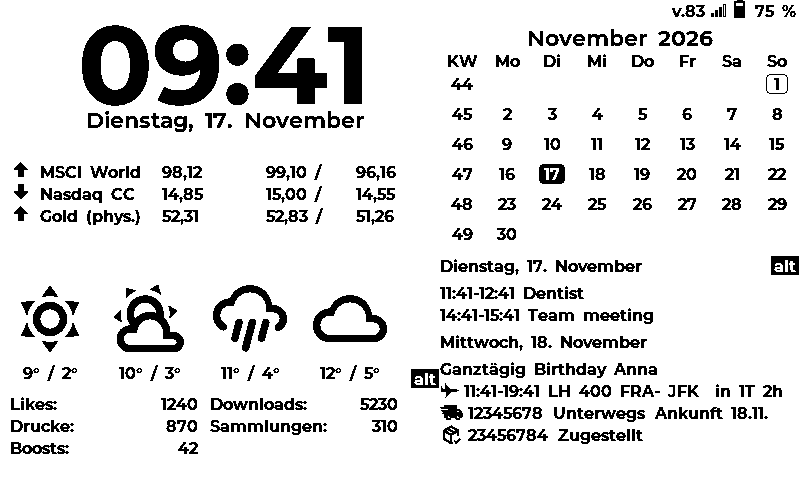 v.83 75 %
09:41
Dienstag, 17. November
MSCI World 98,12 99,10 / 96,16
Nasdaq CC 14,85 15,00 / 14,55
Gold (phys.) 52,31 52,83 / 51,26
9° / 2° 10° / 3° 11° / 4° 12° / 5°
alt
Likes: 1240 Downloads: 5230
Drucke: 870 Sammlungen: 310
Boosts: 42
November 2026
KW Mo Di Mi Do Fr Sa So
44 1
45 2 3 4 5 6 7 8
46 9 10 11 12 13 14 15
47 16 17 18 19 20 21 22
48 23 24 25 26 27 28 29
49 30
Dienstag, 17. November alt
11:41-12:41 Dentist
14:41-15:41 Team meeting
Mittwoch, 18. November
Ganztägig Birthday Anna
11:41-19:41 LH 400 FRA- JFK in 1T 2h
12345678 Unterwegs Ankunft 18.11.
23456784 Zugestellt